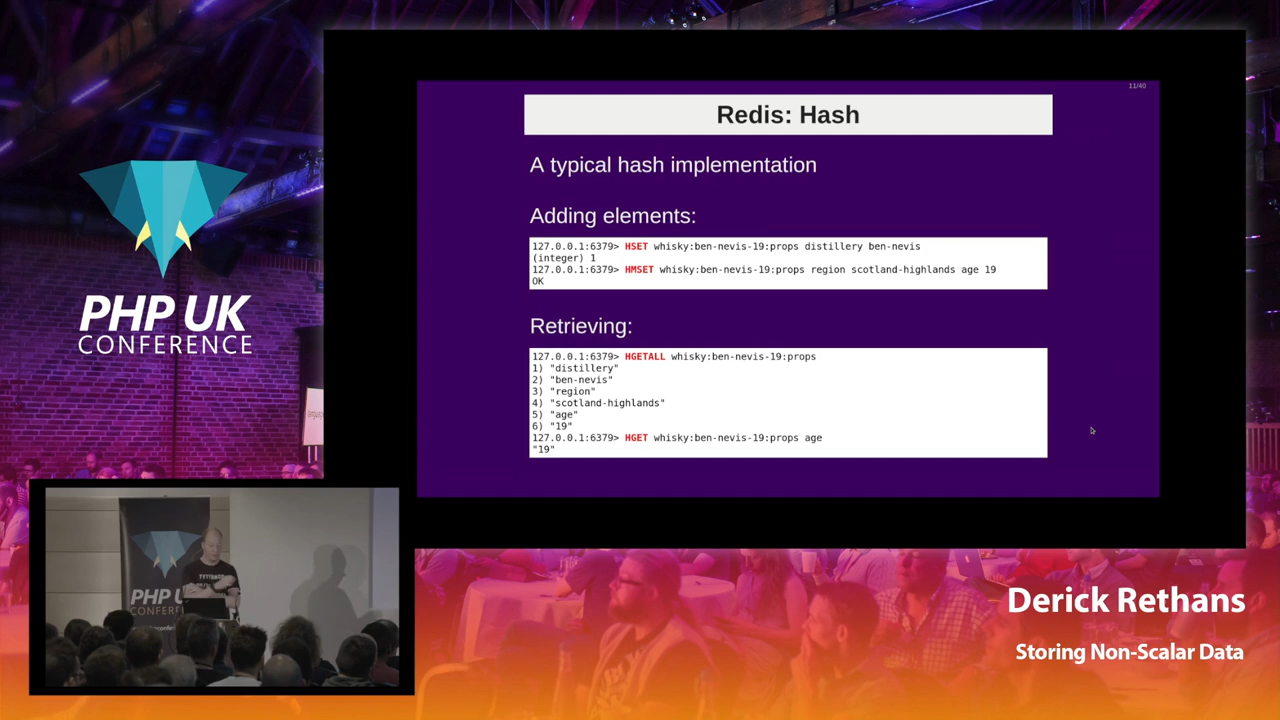 11/40
Redis: Hash
A typical hash implementation
Adding elements:
127.0.0.1:6379> HSET whisky:ben-nevis-19:props distillery ben-nevis
(integer) 1
127.0.0.1:6379> HMSET whisky:ben-nevis-19:props region scotland-highlands age 19
OK
Retrieving:
127.0.0.1:6379> HGETALL whisky:ben-nevis-19:props
1) "distillery"
2) "ben-nevis"
3) "region"
4) "scotland-highlands"
5) "age"
6) "19"
127.0.0.1:6379> HGET whisky:ben-nevis-19:props age
"19"
PHP UK
CONFERENCE
PHP U
CONFERE
Derick Rethans
Storing Non-Scalar Data